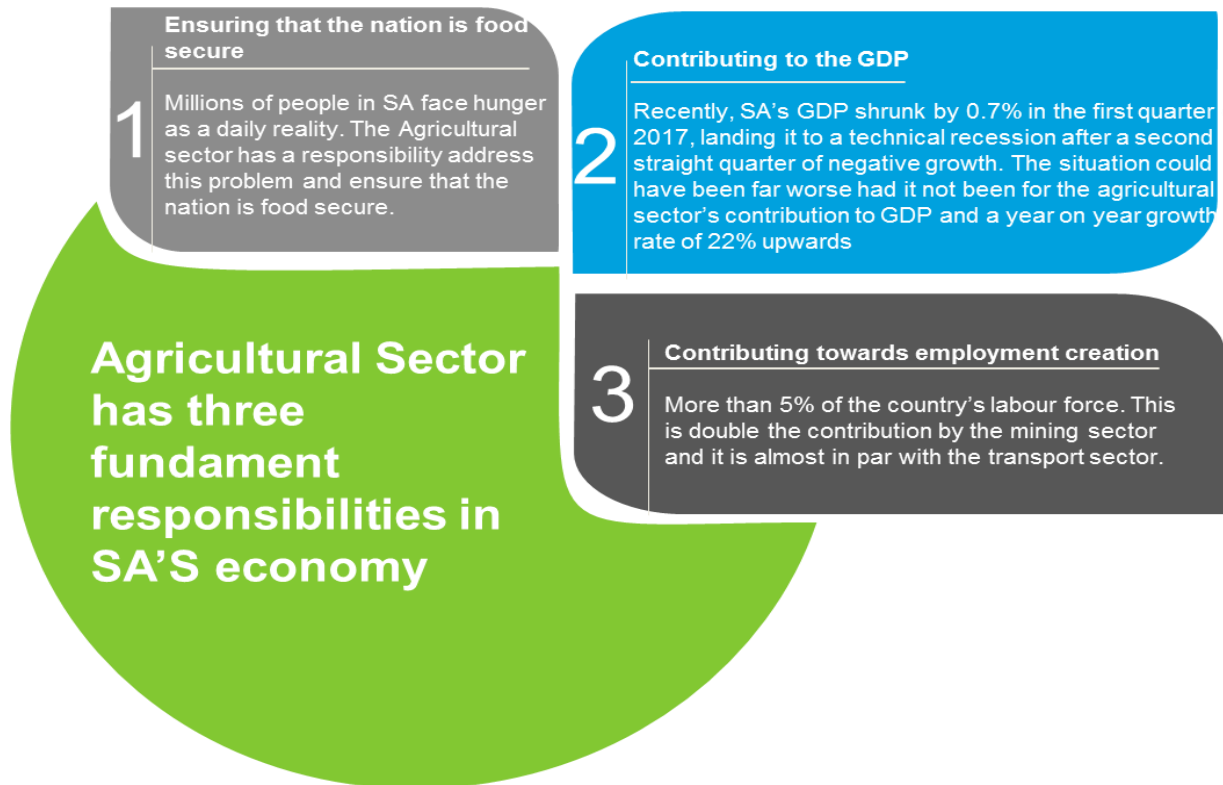 Ensuring that the nation is food
secure
1
Millions of people in SA face hunger
as a daily reality. The Agricultural
sector has a responsibility address
this problem and ensure that the
nation is food secure.
Contributing to the GDP
2
Recently, SA’s GDP shrunk by 0.7% in the first quarter
2017, landing it to a technical recession after a second
straight quarter of negative growth. The situation could
have been far worse had it not been for the agricultural
sector’s contribution to GDP and a year on year growth
rate of 22% upwards
Contributing towards employment creation
3
More than 5% of the country’s labour force. This
is double the contribution by the mining sector
and it is almost in par with the transport sector.
Agricultural Sector
has three
fundament
responsibilities in
SA’S economy